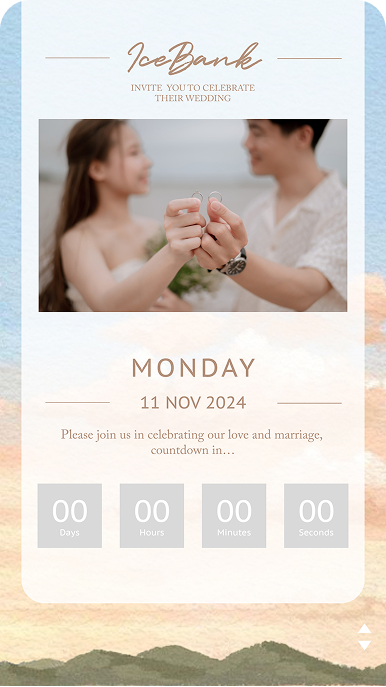 IceBank
INVITE YOU TO CELEBRATE
THEIR WEDDING
MONDAY
11 NOV 2024
Please join us in celebrating our love and marriage,
countdown in...
00 00 00 00
Days Hours Minutes Seconds